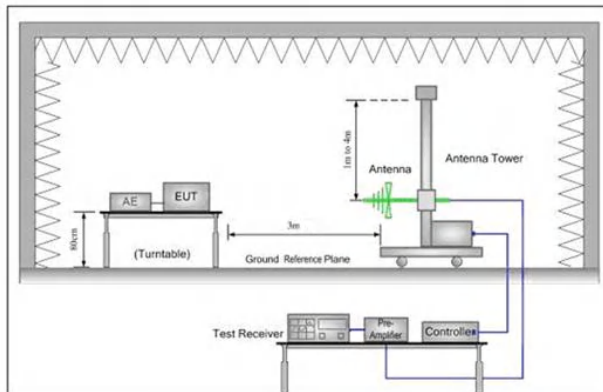 1m to 4m
Antenna
Antenna Tower
AE
EUT
80cm
(Turntable)
3m
Ground Reference Plane
Test Receiver
Pre-
Amplifier
Controller